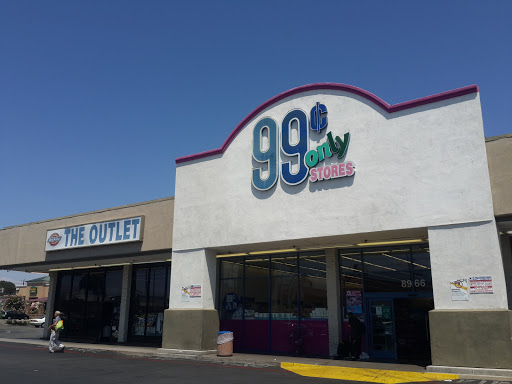 THE OUTLET
99¢
only
STORES
8966